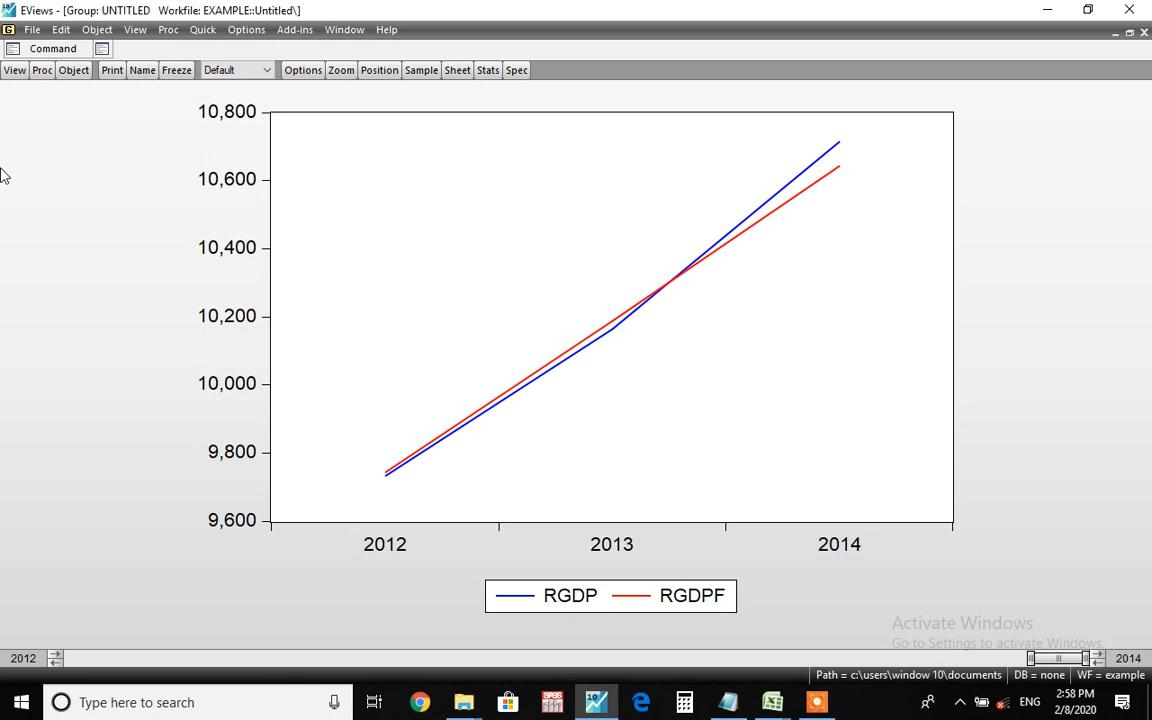 EViews - [Group: UNTITLED Workfile: EXAMPLE::Untitled\]
File Edit Object View Proc Quick Options Add-ins Window Help
Command
View Proc Object Print Name Freeze Default Options Zoom Position Sample Sheet Stats Spec
10,800
10,600
10,400
10,200
10,000
9,800
9,600
2012 2013 2014
RGDP RGDPF
Activate Windows
Go to Settings to activate Windows.
2012 2014
Path = c:\users\window 10\documents DB = none WF = example
Type here to search
SPSS
10
ENG
2:58 PM
2/8/2020